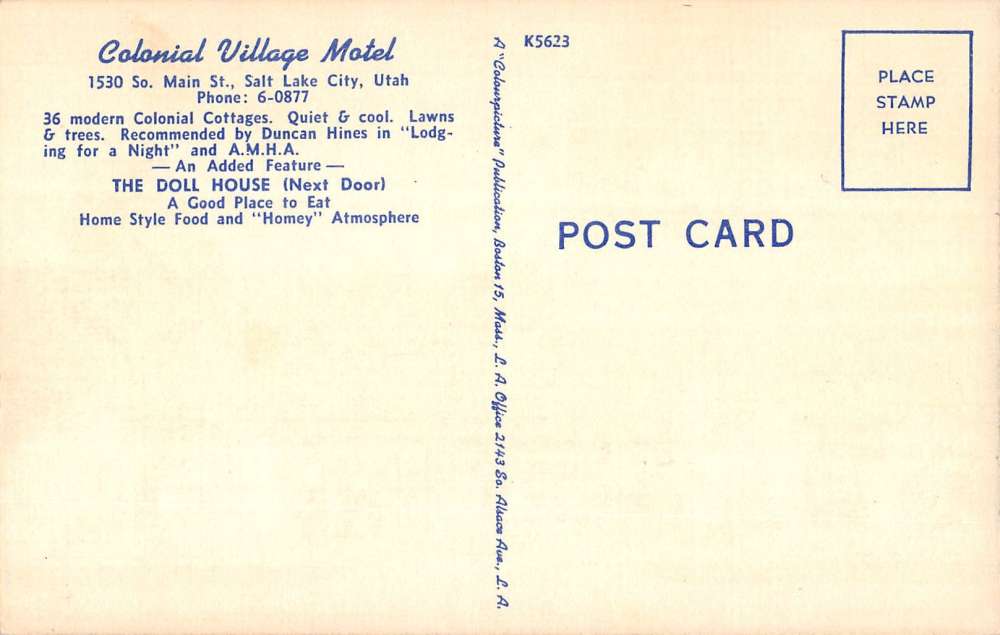 Colonial Village Motel
1530 So. Main St., Salt Lake City, Utah
Phone: 6-0877
36 modern Colonial Cottages. Quiet & cool. Lawns
& trees. Recommended by Duncan Hines in "Lodg-
ing for a Night" and A.M.H.A.
— An Added Feature —
THE DOLL HOUSE (Next Door)
A Good Place to Eat
Home Style Food and "Homey" Atmosphere
A "Colourpicture" Publication, Boston 15, Mass., L. A. Office 2143 So. Alsace Ave., L. A.
K5623
PLACE
STAMP
HERE
POST CARD